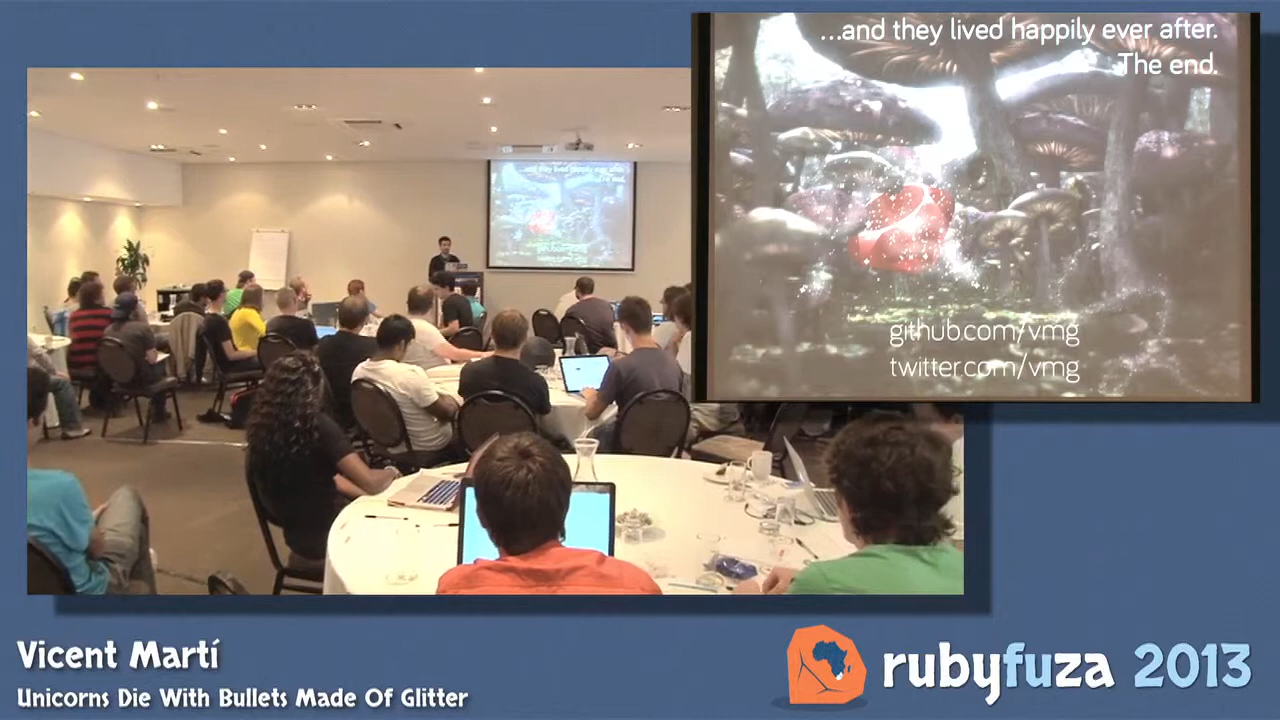 ...and they lived happily ever after.
The end.
github.com/vmg
twitter.com/vmg
Vicent Martí
Unicorns Die With Bullets Made Of Glitter
rubyfuza 2013